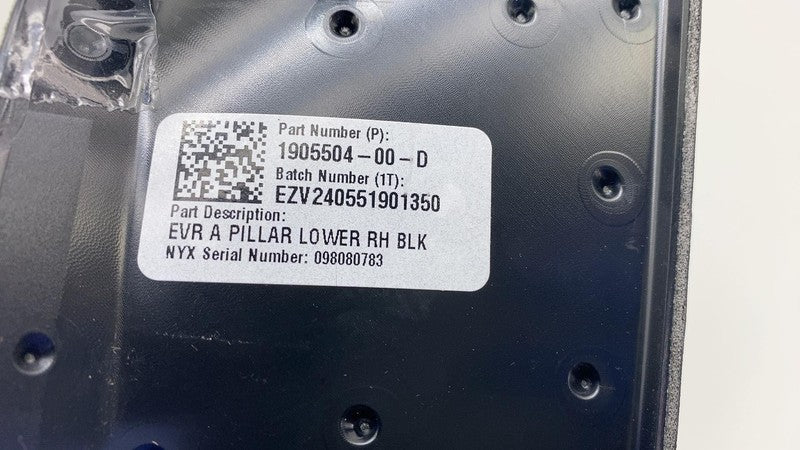 Part Number (P):
1905504-00-D
Batch Number (1T):
EZV240551901350
Part Description:
EVR A PILLAR LOWER RH BLK
NYX Serial Number: 098080783